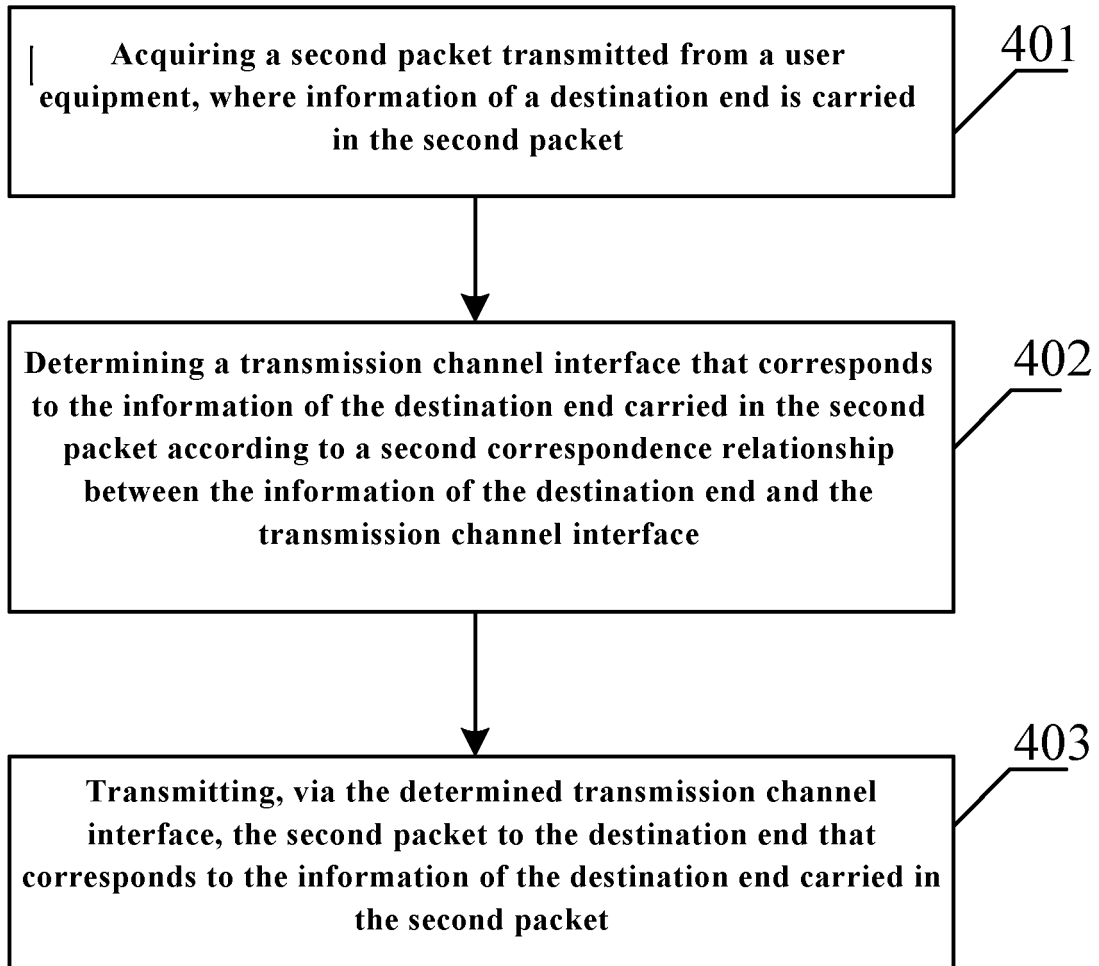 Acquiring a second packet transmitted from a user
equipment, where information of a destination end is carried
in the second packet
401
Determining a transmission channel interface that corresponds
to the information of the destination end carried in the second
packet according to a second correspondence relationship
between the information of the destination end and the
transmission channel interface
402
Transmitting, via the determined transmission channel
interface, the second packet to the destination end that
corresponds to the information of the destination end carried in
the second packet
403